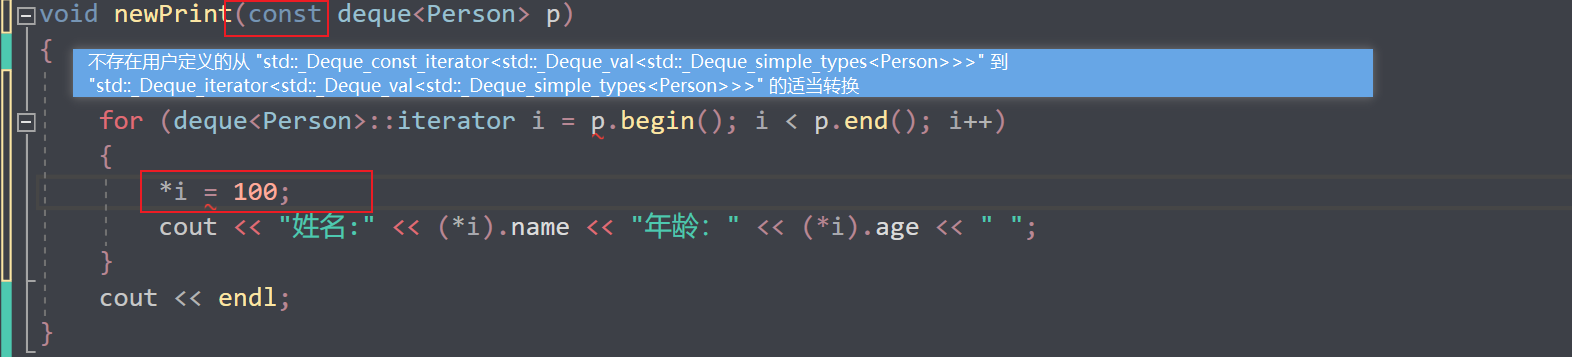 void newPrint(const deque<Person> p)
{
不存在用户定义的从 "std::_Deque_const_iterator<std::_Deque_val<std::_Deque_simple_types<Person>>>" 到
"std::_Deque_iterator<std::_Deque_val<std::_Deque_simple_types<Person>>>" 的适当转换
for (deque<Person>::iterator i = p.begin(); i < p.end(); i++)
{
*i = 100;
cout << "姓名:" << (*i).name << "年龄：" << (*i).age << " ";
}
cout << endl;
}